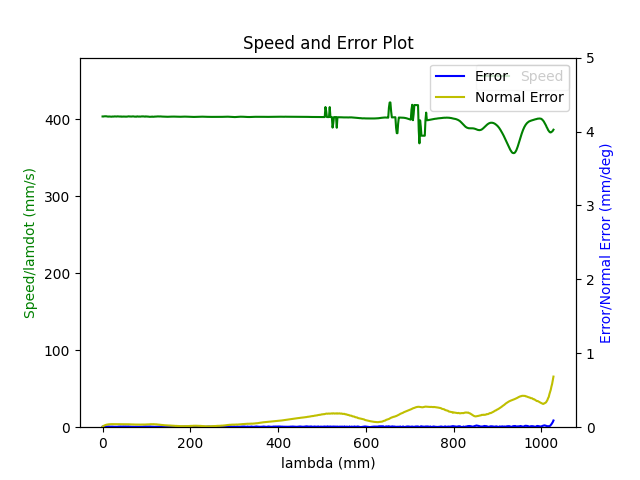 Speed and Error Plot
Speed/lamdot (mm/s)
400
300
200
100
0
Error
Speed
Normal Error
5
4
3
2
1
0
Error/Normal Error (mm/deg)
0
200
400
600
800
1000
lambda (mm)